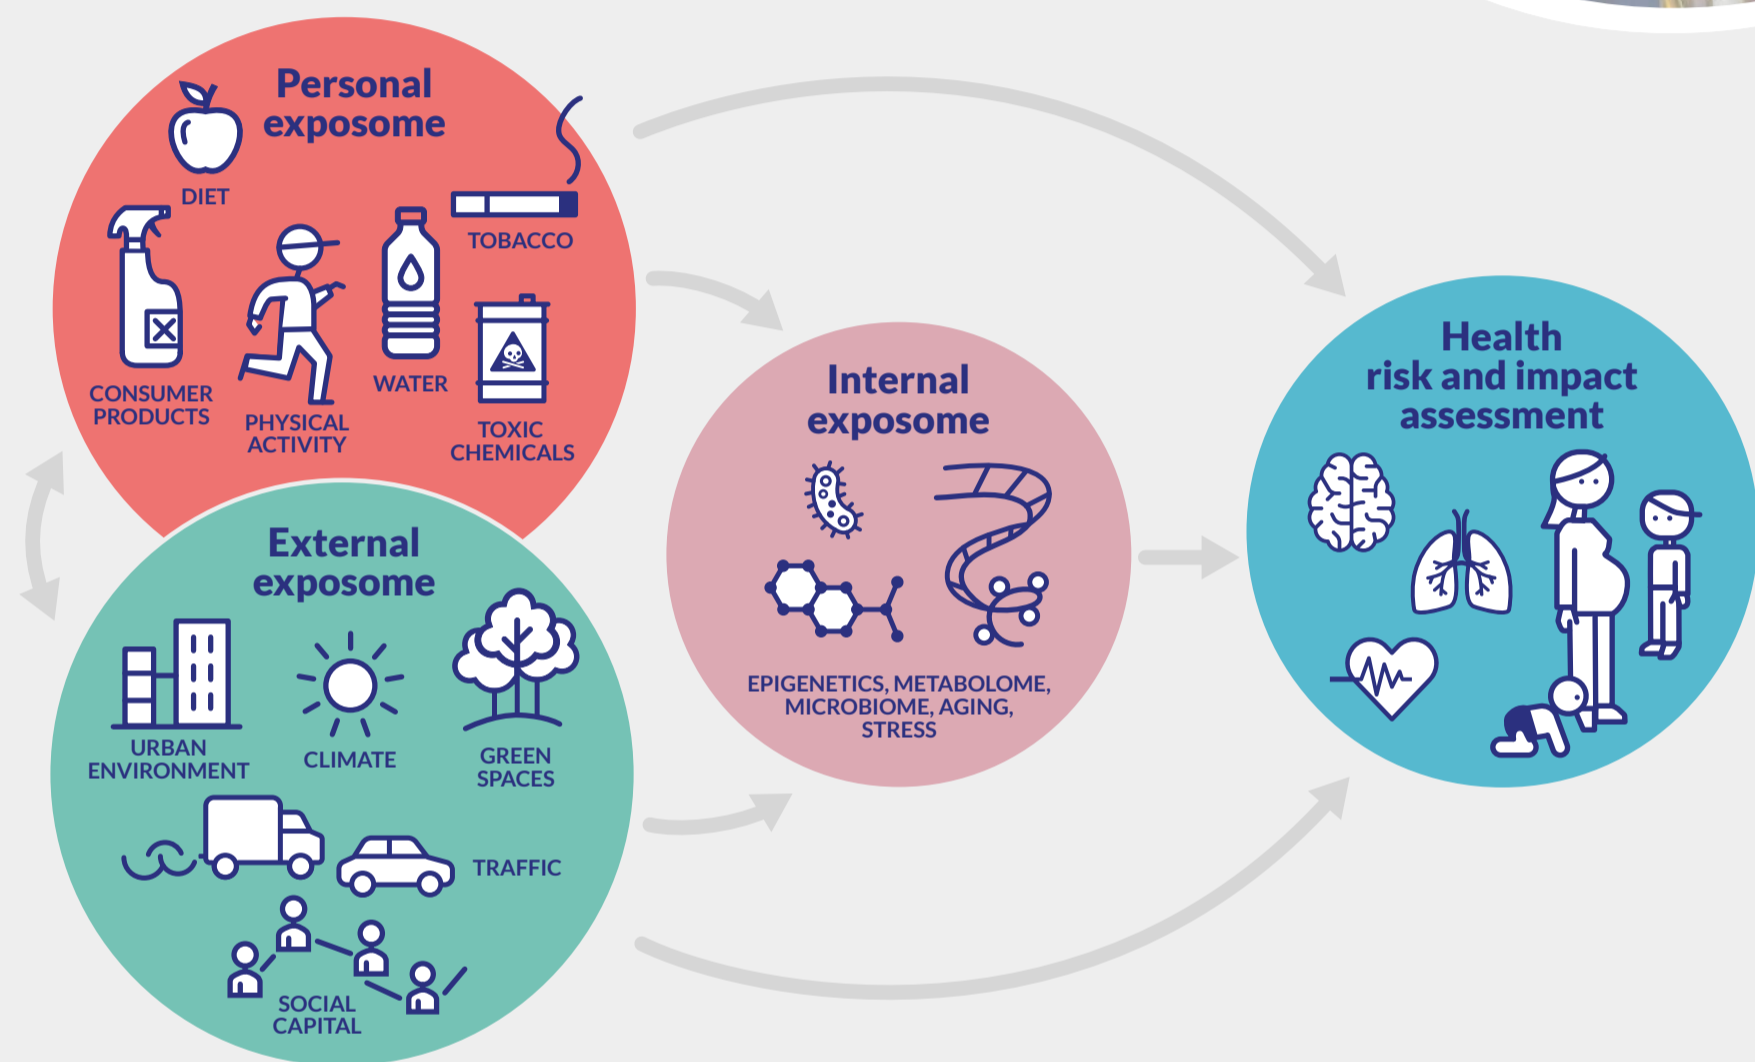 Personal
exposome
DIET
TOBACCO
CONSUMER
PRODUCTS
PHYSICAL
ACTIVITY
WATER
TOXIC
CHEMICALS
External
exposome
URBAN
ENVIRONMENT
CLIMATE
GREEN
SPACES
TRAFFIC
SOCIAL
CAPITAL
Internal
exposome
EPIGENETICS, METABOLOME,
MICROBIOME, AGING,
STRESS
Health
risk and impact
assessment